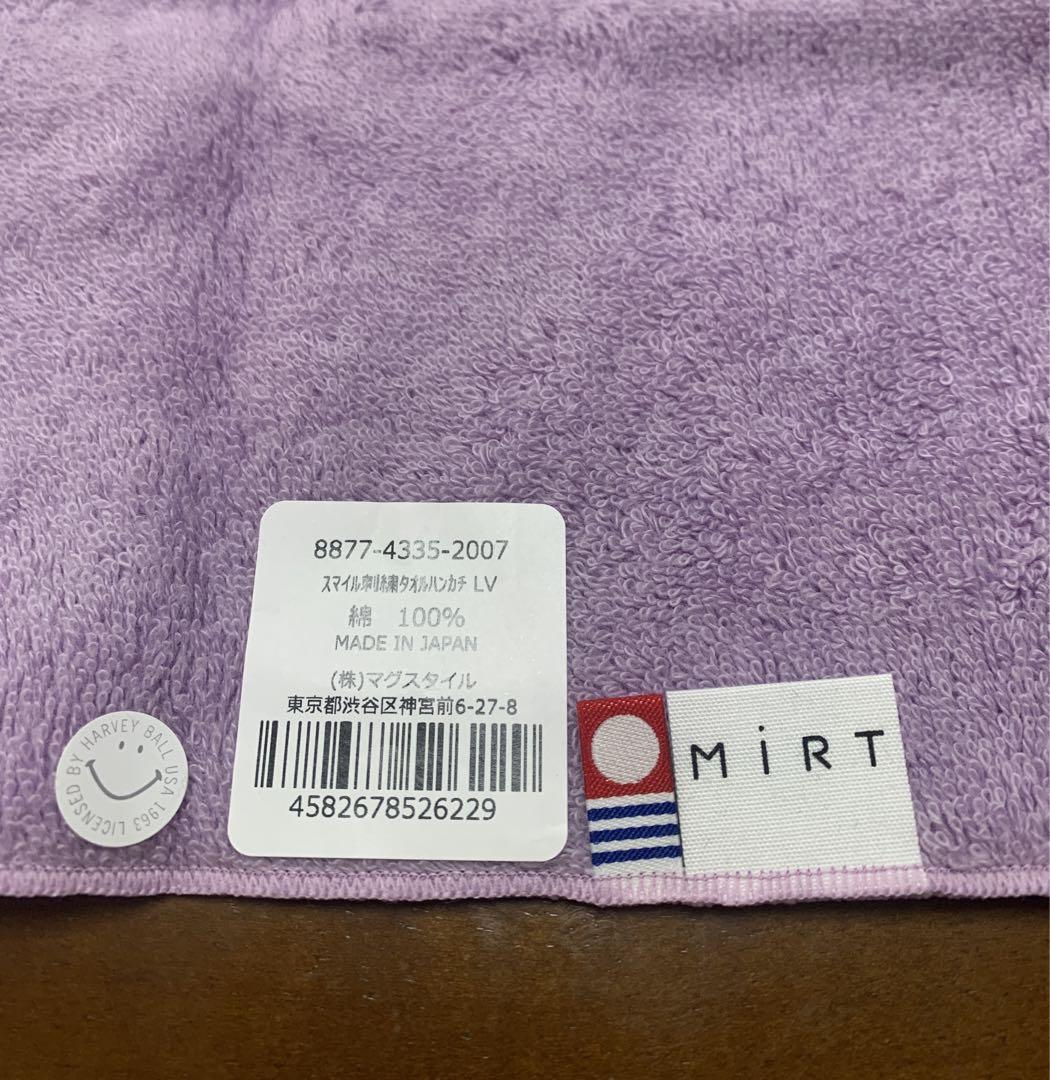 8877-4335-2007
スマイル刺繍タオルハンカチ LV
綿 100%
MADE IN JAPAN
(株)マグスタイル
東京都渋谷区神宮前6-27-8
4582678526229
LICENSED BY HARVEY BALL USA 1963
MiRT